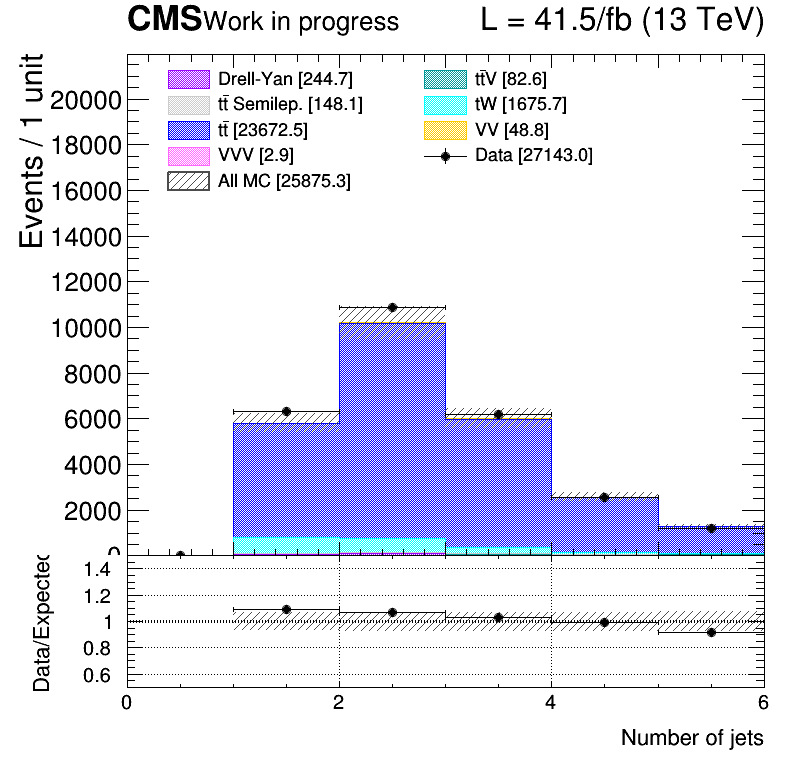 CMS Work in progress L = 41.5/fb (13 TeV)
Events / 1 unit
Drell-Yan [244.7]
tt̄ Semilep. [148.1]
tt̄ [23672.5]
VVV [2.9]
All MC [25875.3]
tt̄V [82.6]
tW [1675.7]
VV [48.8]
Data [27143.0]
20000
18000
16000
14000
12000
10000
8000
6000
4000
2000
0
Data/Expected
1.4
1.2
1
0.8
0.6
0 2 4 6
Number of jets